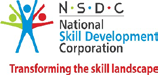 N·S·D·C
National
Skill Development
Corporation
Transforming the skill landscape